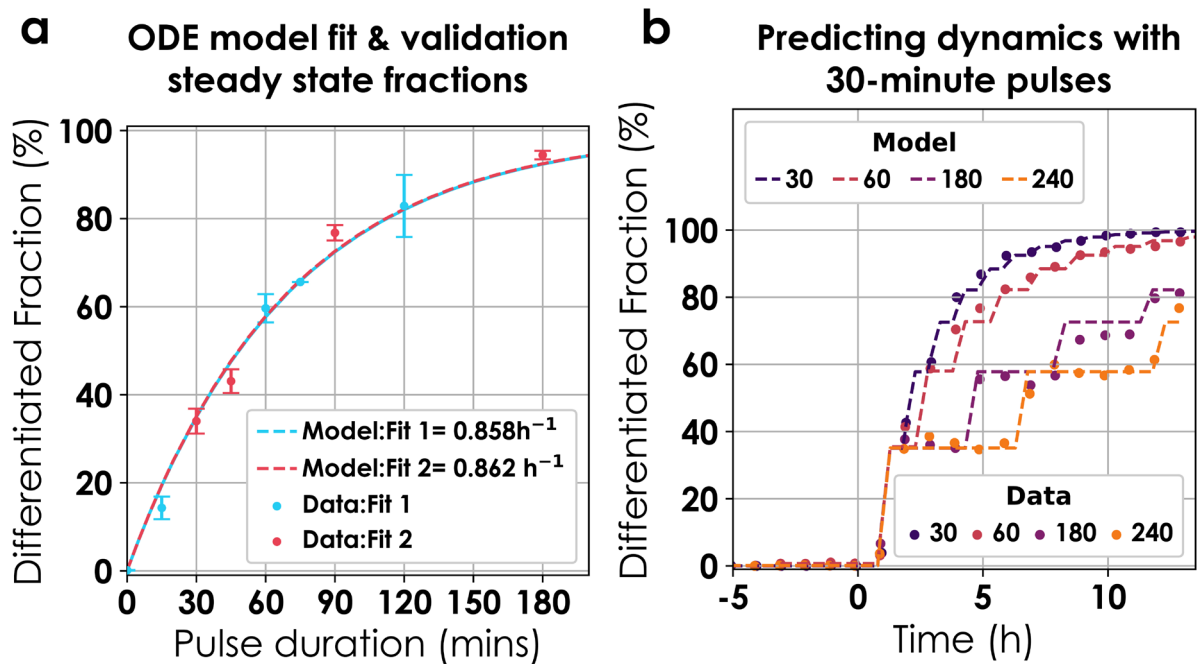 a
ODE model fit & validation
steady state fractions
Differentiated Fraction (%)
100
80
60
40
20
0
0 30 60 90 120 150 180
Pulse duration (mins)
Model:Fit 1= 0.858h⁻¹
Model:Fit 2= 0.862 h⁻¹
Data:Fit 1
Data:Fit 2
b
Predicting dynamics with
30-minute pulses
Differentiated Fraction (%)
Model
30 60 180 240
100
80
60
40
20
0
Data
30 60 180 240
-5 0 5 10
Time (h)